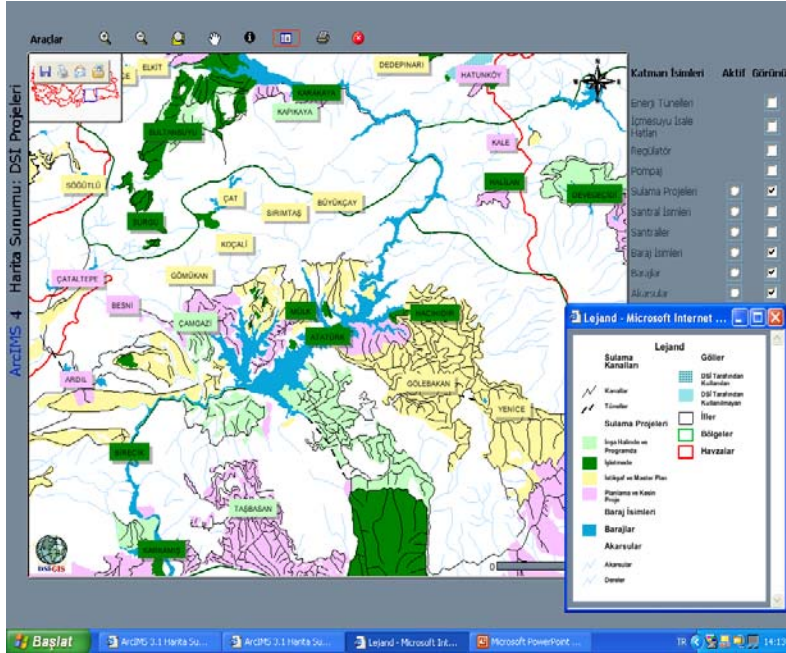 Araçlar
ArcIMS 4 Harita Sunumu: DSI Projeleri
ELKİT
DEDEPINARI
HATUNKÖY
KARAKAYA
KAPIKAYA
SULTANSUYU
KALE
SÖĞÜTLÜ
ÇAT
BÜYÜKÇAY
SIRIMTAŞ
KOÇALİ
GÖMÜKAN
ÇATALTEPE
BESNİ
ÇAMGAZİ
HACIHIDIR
ATATÜRK
ARDIL
GÖLEBAKAN
YENİCE
BİRECİK
TAŞBASAN
KARKAMIŞ
DSİGIS
0
Katman İsimleri Aktif Görünü
Enerji Tünelleri
İçmesuyu İsale
Hatları
Regülatör
Pompaj
Sulama Projeleri
Santral İsmleri
Santraller
Baraj İsimleri
Barajlar
Akarsular
Lejand - Microsoft Internet ...
Lejand
Sulama
Kanalları
Kanallar
Tüneller
Sulama Projeleri
İnşa Halinde ve
Programda
İşletmede
İstikşaf ve Master Plan
Planlama ve Kesin
Proje
Baraj İsimleri
Barajlar
Akarsular
Akarsular
Dereler
Göller
DSİ Tarafından
Kullanılan
DSİ Tarafından
Kullanılmayan
İller
Bölgeler
Havzalar
Başlat
ArcIMS 3.1 Harita Su...
ArcIMS 3.1 Harita Su...
Lejand - Microsoft Int...
Microsoft PowerPoint ...
TR
14:13